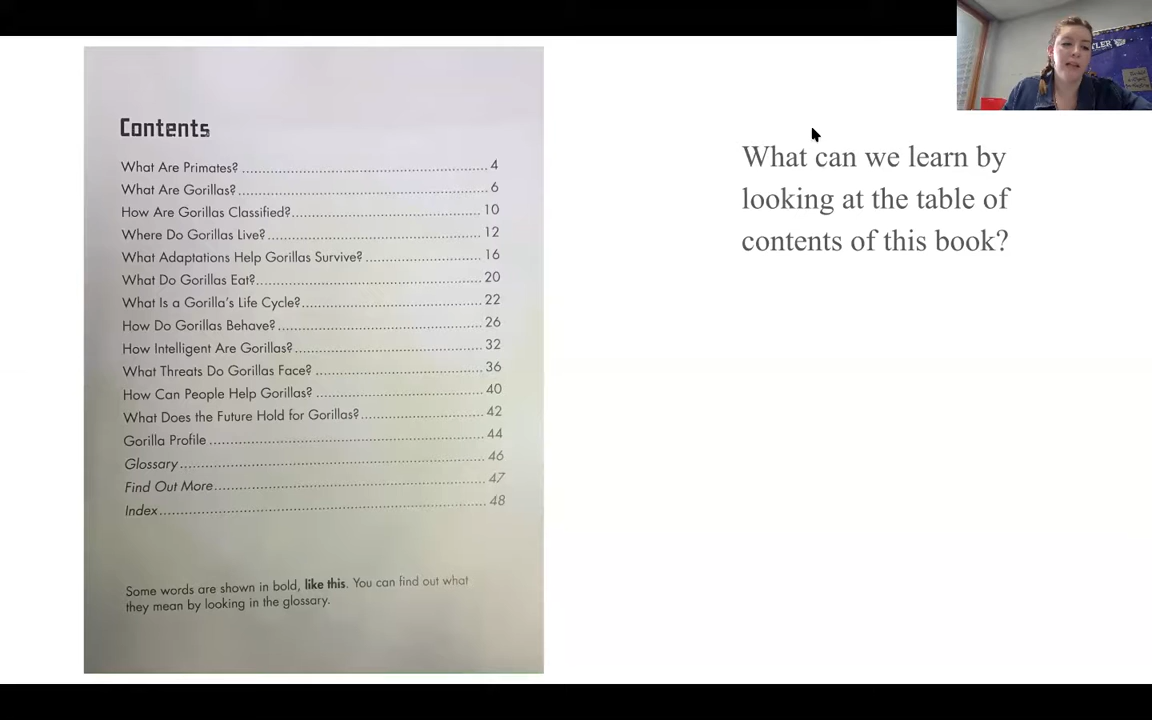 Contents
What Are Primates? 4
What Are Gorillas? 6
How Are Gorillas Classified? 10
Where Do Gorillas Live? 12
What Adaptations Help Gorillas Survive? 16
What Do Gorillas Eat? 20
What Is a Gorilla's Life Cycle? 22
How Do Gorillas Behave? 26
How Intelligent Are Gorillas? 32
What Threats Do Gorillas Face? 36
How Can People Help Gorillas? 40
What Does the Future Hold for Gorillas? 42
Gorilla Profile 44
Glossary 46
Find Out More 47
Index 48
Some words are shown in bold, like this. You can find out what
they mean by looking in the glossary.
What can we learn by
looking at the table of
contents of this book?